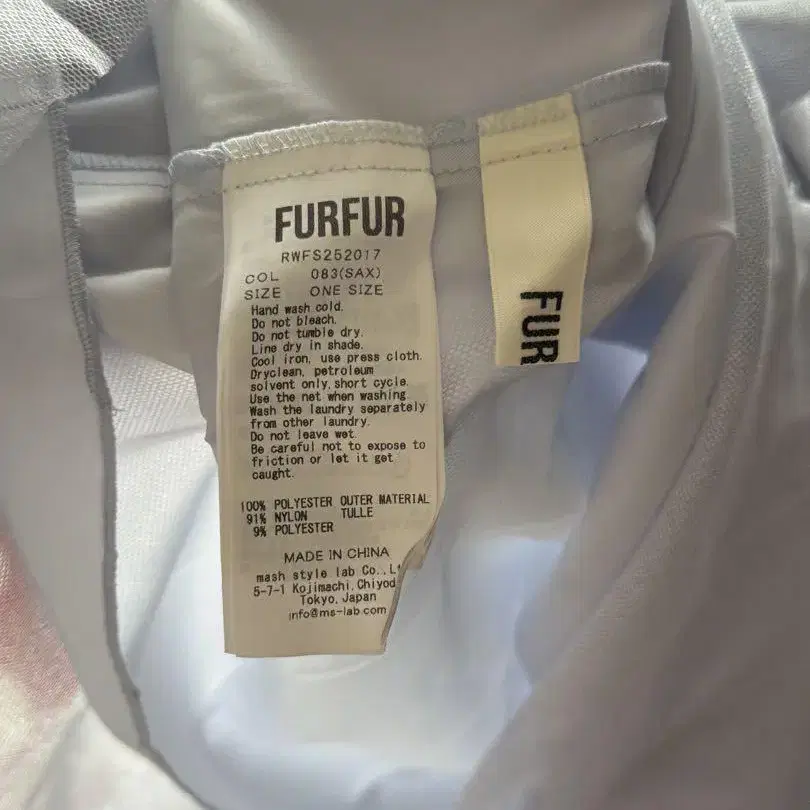 FURFUR
RWFS252017
COL 083(SAX)
SIZE ONE SIZE
Hand wash cold.
Do not bleach.
Do not tumble dry.
Line dry in shade.
Cool iron, use press cloth.
Dryclean, petroleum
solvent only, short cycle.
Use the net when washing.
Wash the laundry separately
from other laundry.
Do not leave wet.
Be careful not to expose to
friction or let it get
caught.
100% POLYESTER OUTER MATERIAL
91% NYLON TULLE
9% POLYESTER
MADE IN CHINA
mash style lab Co.,Lt
5-7-1 Kojimachi,Chiyod
Tokyo,Japan
info@ms-lab.com
FUR